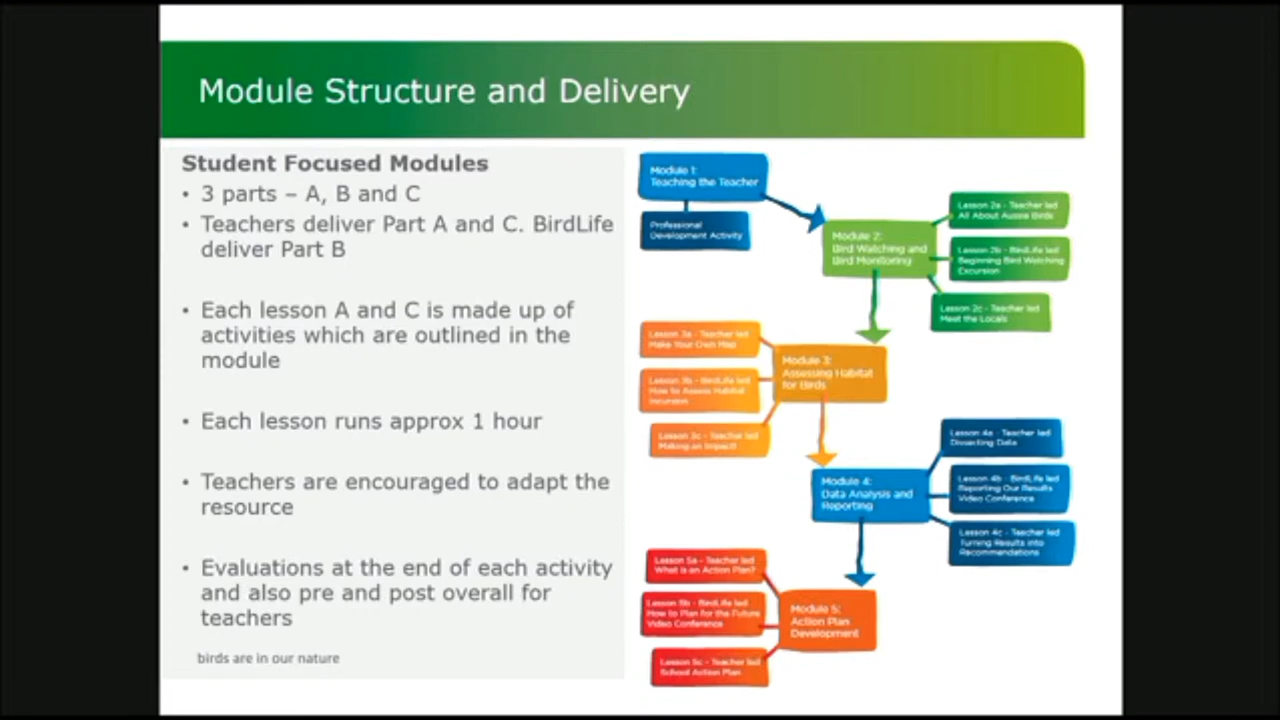 Module Structure and Delivery
Student Focused Modules
• 3 parts – A, B and C
• Teachers deliver Part A and C. BirdLife
deliver Part B
• Each lesson A and C is made up of
activities which are outlined in the
module
• Each lesson runs approx 1 hour
• Teachers are encouraged to adapt the
resource
• Evaluations at the end of each activity
and also pre and post overall for
teachers
birds are in our nature
Module 1:
Teaching the Teacher
Professional
Development Activity
Module 2:
Bird Watching and
Bird Monitoring
Lesson 2a - Teacher led
All About Aussie Birds
Lesson 2b - BirdLife led
Beginning Bird Watching
Excursion
Lesson 2c - Teacher led
Meet the Locals
Module 3:
Assessing Habitat
for Birds
Lesson 3a - Teacher led
Make Your Own Map
Lesson 3b - BirdLife led
How to Assess Habitat
Incursion
Lesson 3c - Teacher led
Making an Impact!
Module 4:
Data Analysis and
Reporting
Lesson 4a - Teacher led
Dissecting Data
Lesson 4b - BirdLife led
Reporting Our Results
Video Conference
Lesson 4c - Teacher led
Turning Results into
Recommendations
Module 5:
Action Plan
Development
Lesson 5a - Teacher led
What is an Action Plan?
Lesson 5b - BirdLife led
How to Plan for the Future
Video Conference
Lesson 5c - Teacher led
School Action Plan